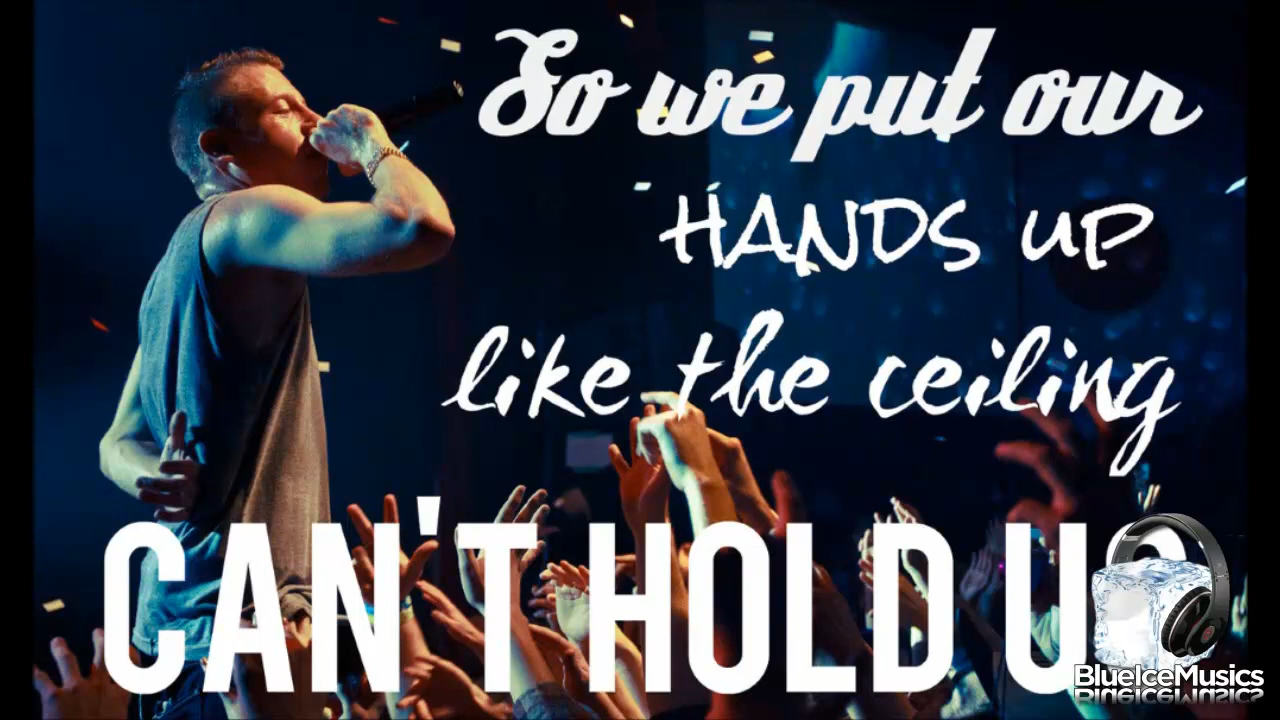 So we put our
HANDS UP
like the ceiling
CAN'T HOLD U
BlueIceMusics